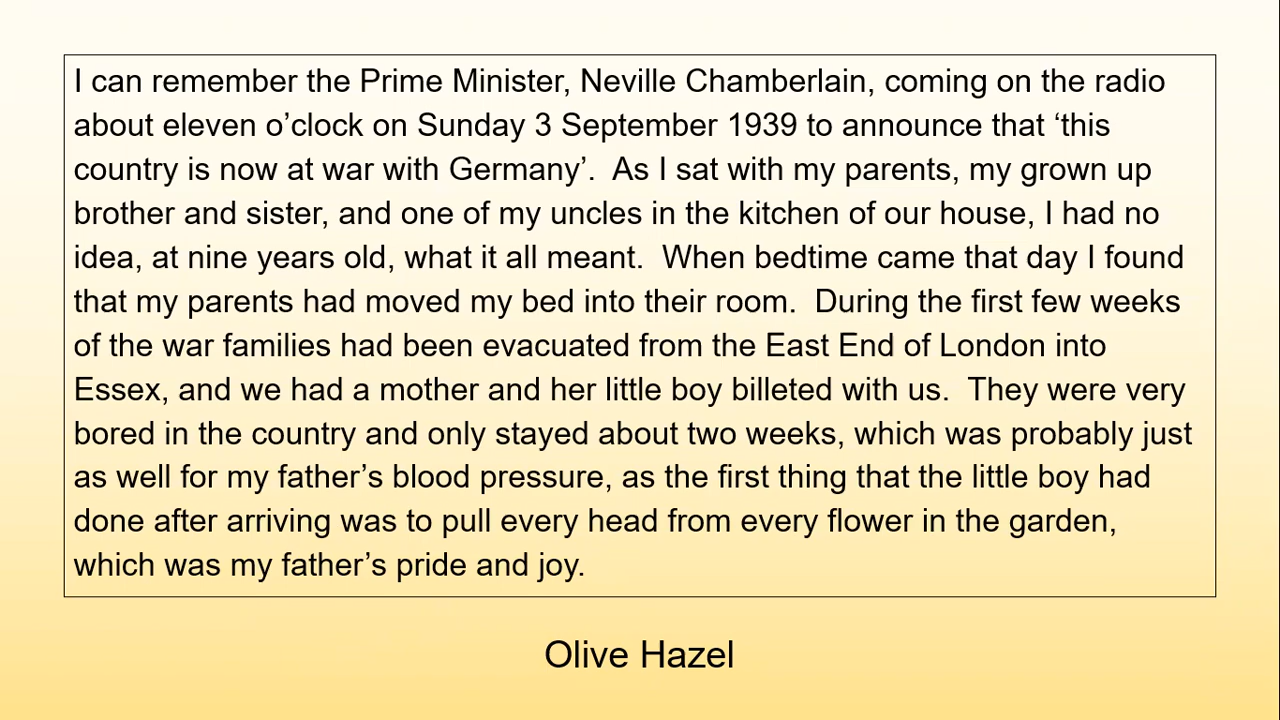 I can remember the Prime Minister, Neville Chamberlain, coming on the radio
about eleven o’clock on Sunday 3 September 1939 to announce that ‘this
country is now at war with Germany’.  As I sat with my parents, my grown up
brother and sister, and one of my uncles in the kitchen of our house, I had no
idea, at nine years old, what it all meant.  When bedtime came that day I found
that my parents had moved my bed into their room.  During the first few weeks
of the war families had been evacuated from the East End of London into
Essex, and we had a mother and her little boy billeted with us.  They were very
bored in the country and only stayed about two weeks, which was probably just
as well for my father’s blood pressure, as the first thing that the little boy had
done after arriving was to pull every head from every flower in the garden,
which was my father’s pride and joy.
Olive Hazel